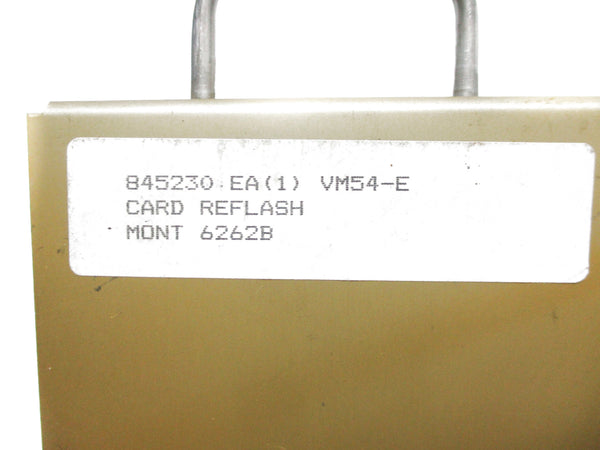 845230 EA(1) VM54-E
CARD REFLASH
MONT 6262B